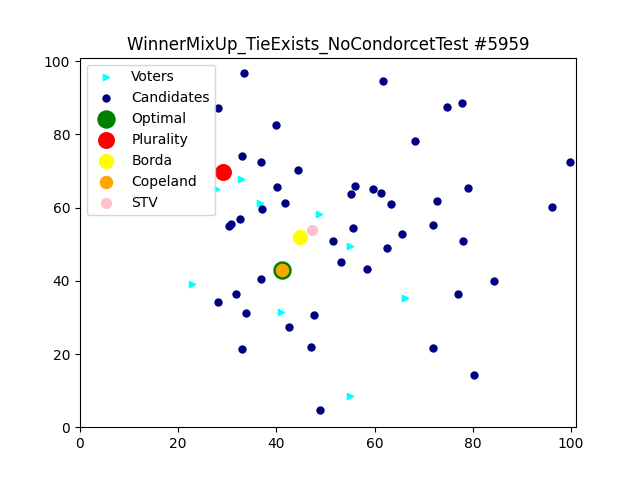 WinnerMixUp_TieExists_NoCondorcetTest #5959
Voters
Candidates
Optimal
Plurality
Borda
Copeland
STV
100
80
60
40
20
0
0 20 40 60 80 100